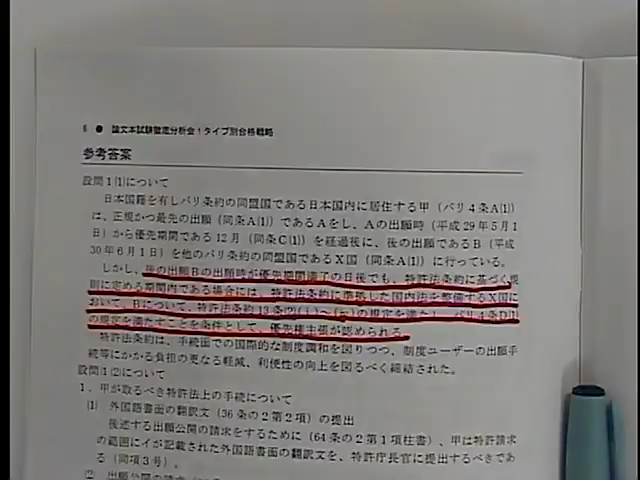 6 ● 論文本試験徹底分析会!タイプ別合格戦略
参考答案
設問1(1)について
日本国籍を有しパリ条約の同盟国である日本国内に居住する甲(パリ4条A(1))
は、正規かつ最先の出願(同条A(1))であるAをし、Aの出願時(平成29年5月1
日)から優先期間である12月(同条C(1))を経過後に、後の出願であるB(平成
30年6月1日)を他のパリ条約の同盟国であるX国(同条A(1))に行っている。
しかし、後の出願Bの出願時が優先期間満了の日後でも、特許法条約に基づく規
則に定める期間内である場合には、特許法条約に準拠した国内法を整備するX国に
おいて、Bについて、特許法条約13条(2)(i)~(iv)の規定を満たし、パリ4条D(1)
の規定を満たすことを条件として、優先権主張が認められる。
特許法条約は、手続面での国際的な制度調和を図りつつ、制度ユーザーの出願手
続等にかかる負担の更なる軽減、利便性の向上を図るべく締結された。
設問1(2)について
1.甲が取るべき特許法上の手続について
(1) 外国語書面の翻訳文(36条の2第2項)の提出
後述する出願公開の請求をするために(64条の2第1項柱書)、甲は特許請求
の範囲にイが記載された外国語書面の翻訳文を、特許庁長官に提出するべきであ
る(同項3号)。
(2) 出願公開の請求